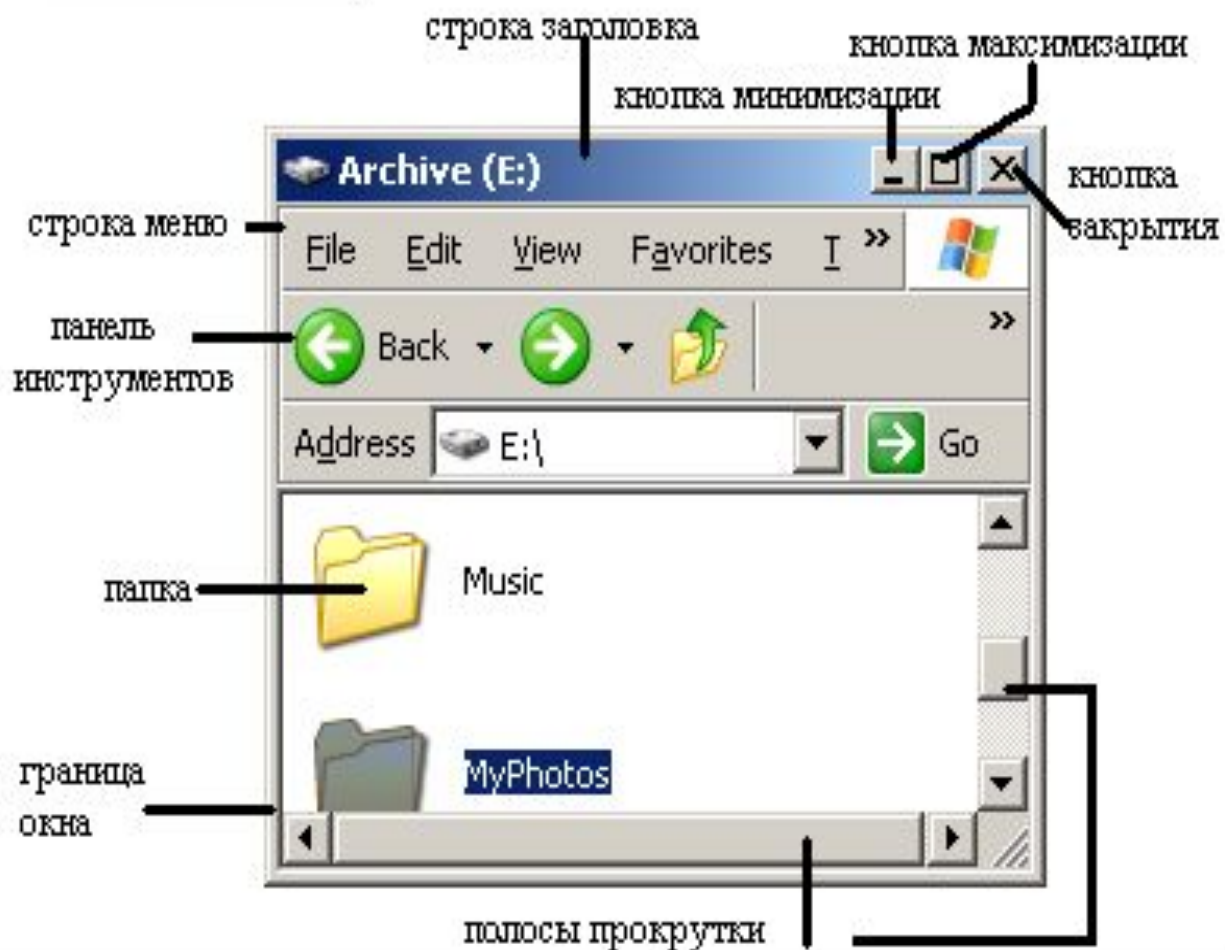 строка заголовка
кнопка максимизации
кнопка минимизации
Archive (E:)
кнопка
закрытия
строка меню
File Edit View Favorites T »
панель
инструментов
Back
»
Address E:\ Go
папка
Music
MyPhotos
граница
окна
полосы прокрутки